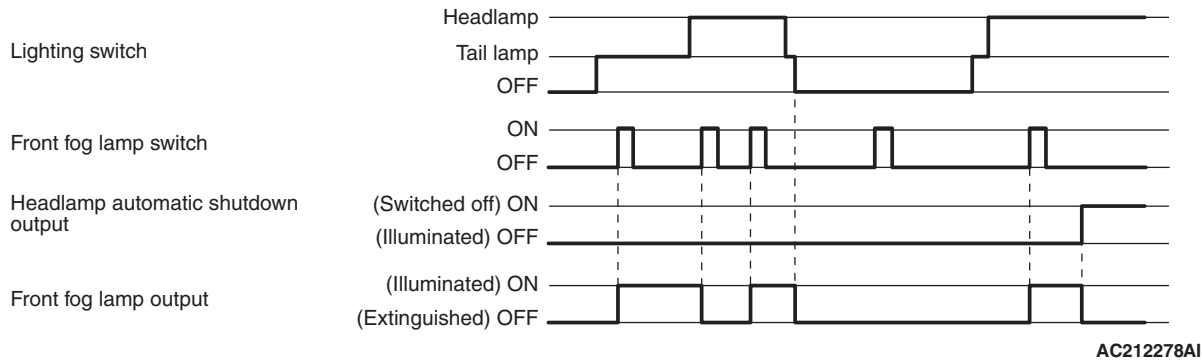 Headlamp
Lighting switch
Tail lamp
OFF
ON
Front fog lamp switch
OFF
Headlamp automatic shutdown
output
(Switched off) ON
(Illuminated) OFF
(Illuminated) ON
Front fog lamp output
(Extinguished) OFF
AC212278AI